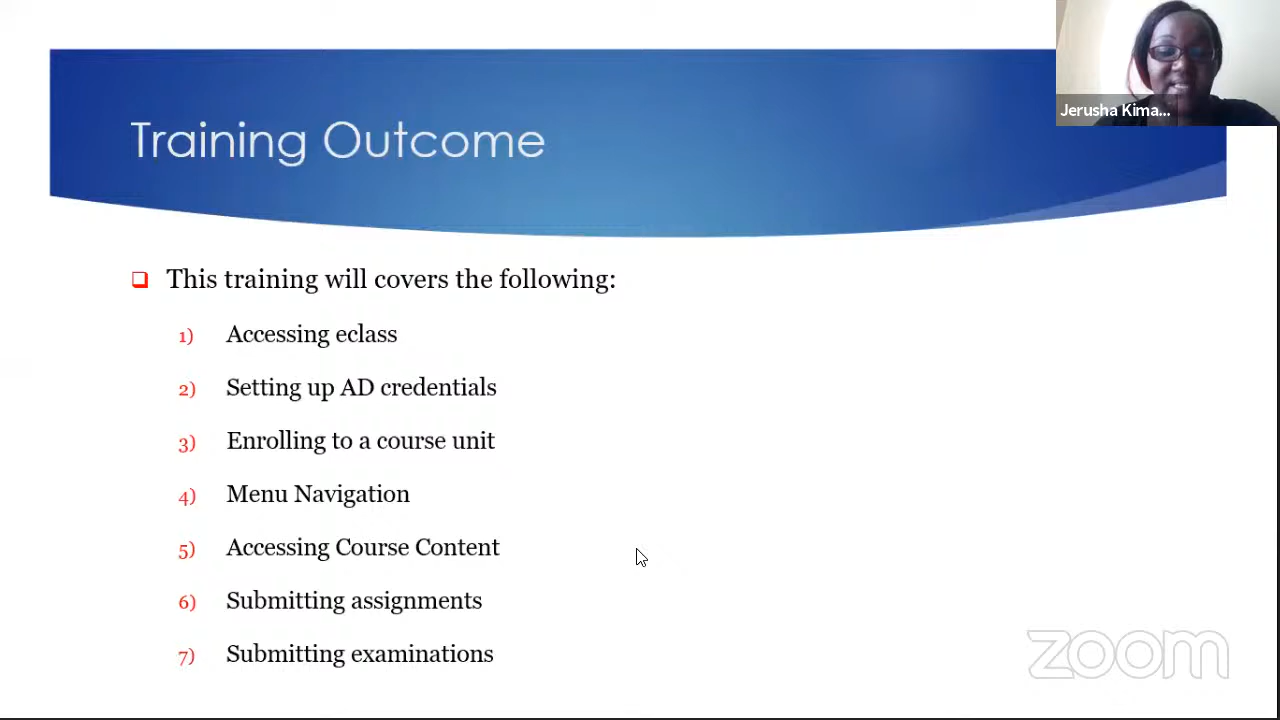 Jerusha Kima...
Training Outcome
This training will covers the following:
1) Accessing eclass
2) Setting up AD credentials
3) Enrolling to a course unit
4) Menu Navigation
5) Accessing Course Content
6) Submitting assignments
7) Submitting examinations
zoom